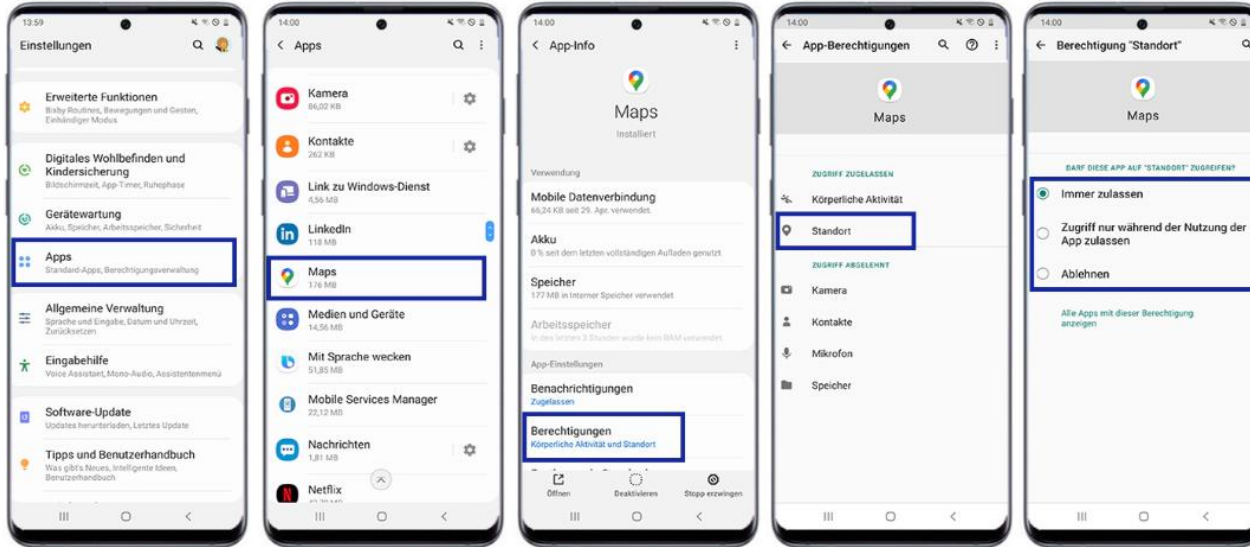 13:59
Einstellungen
Erweiterte Funktionen
Bixby Routines, Bewegungen und Gesten,
Einhändiger Modus
Digitales Wohlbefinden und
Kindersicherung
Bildschirmzeit, App-Timer, Ruhephase
Gerätewartung
Akku, Speicher, Arbeitsspeicher, Sicherheit
Apps
Standard-Apps, Berechtigungsverwaltung
Allgemeine Verwaltung
Sprache und Eingabe, Datum und Uhrzeit,
Zurücksetzen
Eingabehilfe
Voice Assistant, Mono-Audio, Assistentenmenü
Software-Update
Updates herunterladen, Letztes Update
Tipps und Benutzerhandbuch
Was gibt's Neues, Intelligente Ideen,
Benutzerhandbuch
14:00
Apps
Kamera
86,02 KB
Kontakte
262 KB
Link zu Windows-Dienst
4,56 MB
LinkedIn
118 MB
Maps
176 MB
Medien und Geräte
14,56 MB
Mit Sprache wecken
51,85 MB
Mobile Services Manager
22,12 MB
Nachrichten
1,81 MB
Netflix
14:00
App-Info
Maps
Installiert
Verwendung
Mobile Datenverbindung
66,24 KB seit 29. Apr. verwendet
Akku
0 % seit dem letzten vollständigen Aufladen genutzt
Speicher
177 MB in Interner Speicher verwendet
Arbeitsspeicher
In den letzten 3 Stunden wurde kein RAM verwendet
App-Einstellungen
Benachrichtigungen
Zugelassen
Berechtigungen
Körperliche Aktivität und Standort
Öffnen
Deaktivieren
Stopp erzwingen
14:00
App-Berechtigungen
Maps
ZUGRIFF ZUGELASSEN
Körperliche Aktivität
Standort
ZUGRIFF ABGELEHNT
Kamera
Kontakte
Mikrofon
Speicher
14:00
Berechtigung "Standort"
Maps
DARF DIESE APP AUF "STANDORT" ZUGREIFEN?
Immer zulassen
Zugriff nur während der Nutzung der
App zulassen
Ablehnen
Alle Apps mit dieser Berechtigung
anzeigen